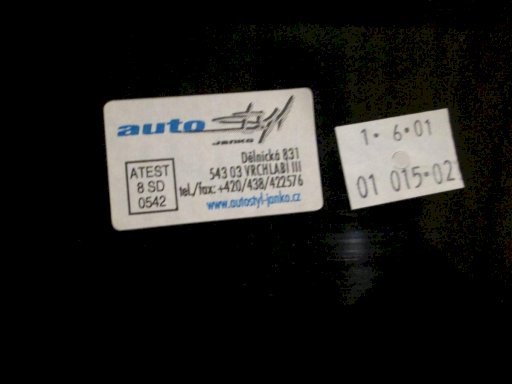 auto Styl
JANKO
Dělnická 831
543 03 VRCHLABÍ III
tel./fax: +420/438/422576
www.autostyl-janko.cz
ATEST
8 SD
0542
1· 6·01
01 015·02